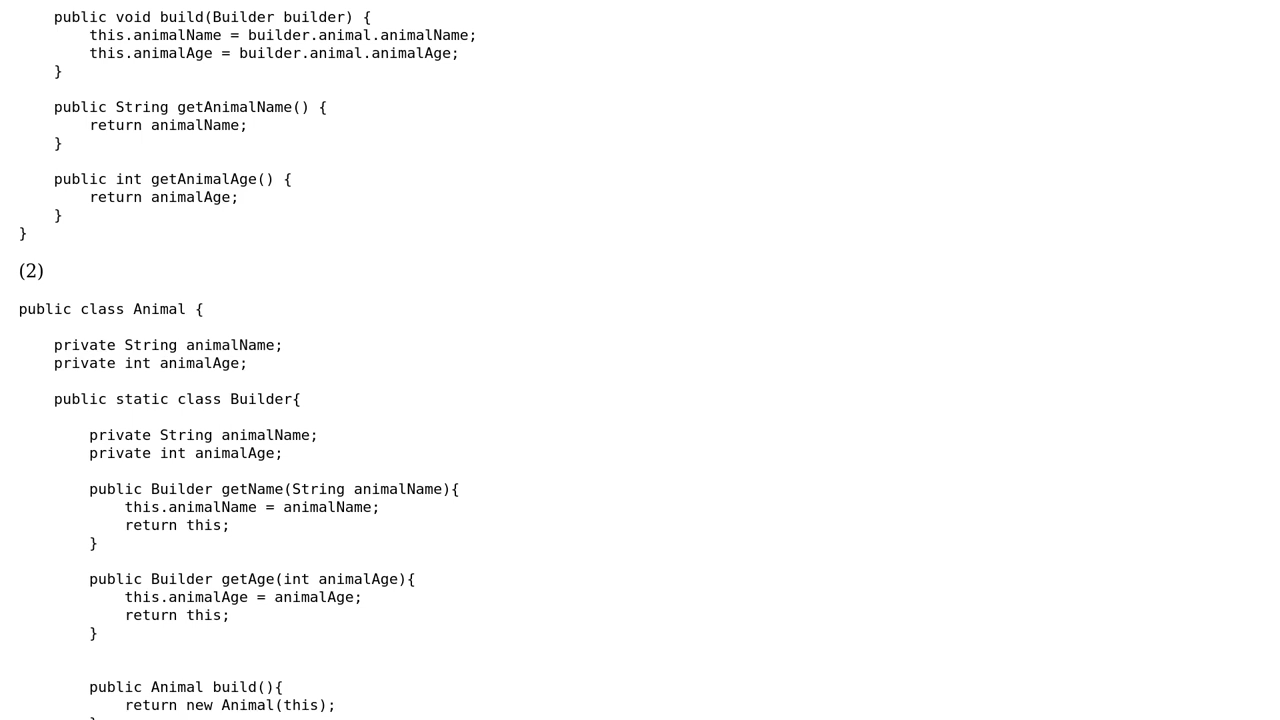 public void build(Builder builder) {
        this.animalName = builder.animal.animalName;
        this.animalAge = builder.animal.animalAge;
    }

    public String getAnimalName() {
        return animalName;
    }

    public int getAnimalAge() {
        return animalAge;
    }
}
(2)
public class Animal {

    private String animalName;
    private int animalAge;

    public static class Builder{

        private String animalName;
        private int animalAge;

        public Builder getName(String animalName){
            this.animalName = animalName;
            return this;
        }

        public Builder getAge(int animalAge){
            this.animalAge = animalAge;
            return this;
        }


        public Animal build(){
            return new Animal(this);